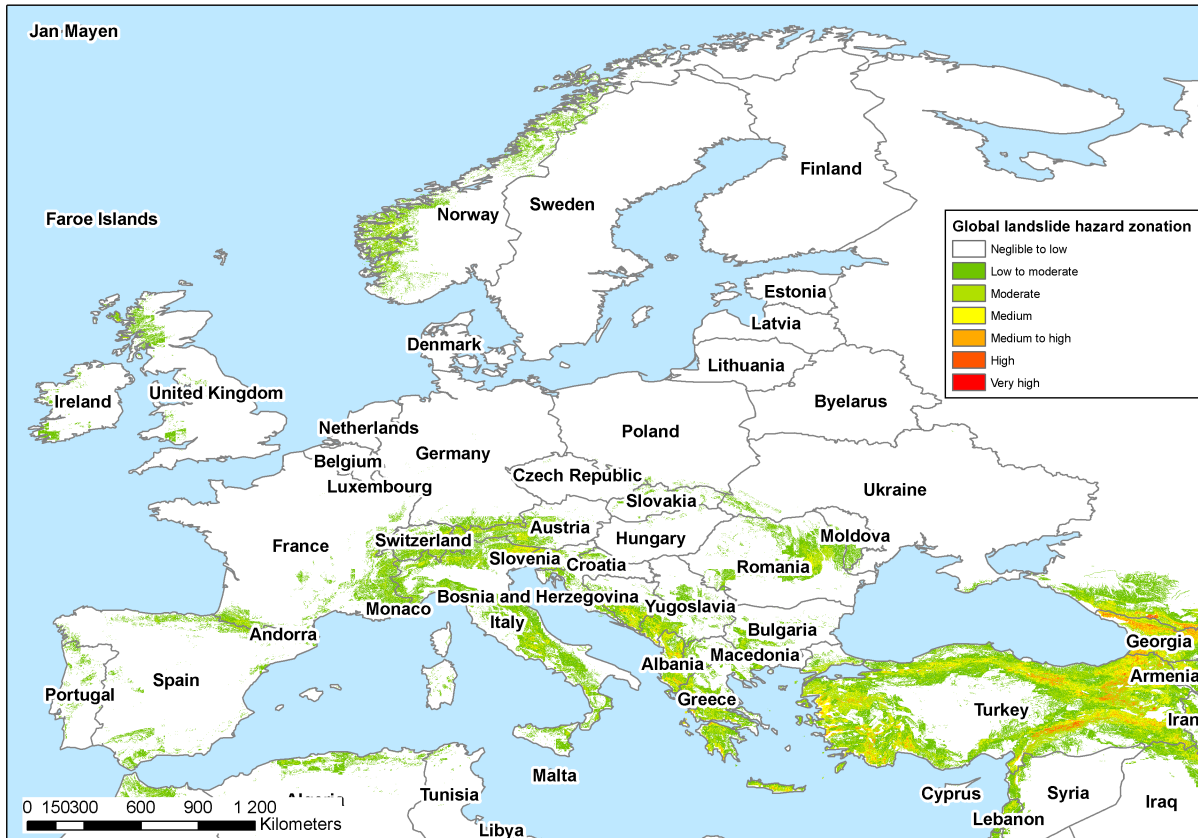 Jan Mayen
Finland
Sweden
Norway
Faroe Islands
Global landslide hazard zonation
Neglible to low
Low to moderate
Moderate
Medium
Medium to high
High
Very high
Estonia
Latvia
Denmark
Lithuania
United Kingdom
Ireland
Byelarus
Netherlands
Poland
Germany
Belgium
Czech Republic
Luxembourg
Ukraine
Slovakia
Austria
Moldova
Switzerland
Hungary
France
Slovenia
Croatia
Romania
Bosnia and Herzegovina
Yugoslavia
Monaco
Italy
Bulgaria
Andorra
Georgia
Macedonia
Albania
Armenia
Spain
Portugal
Greece
Turkey
Iran
Malta
Tunisia
Cyprus
Syria
Iraq
Algeria
Lebanon
Libya
0 150300 600 900 1 200
Kilometers